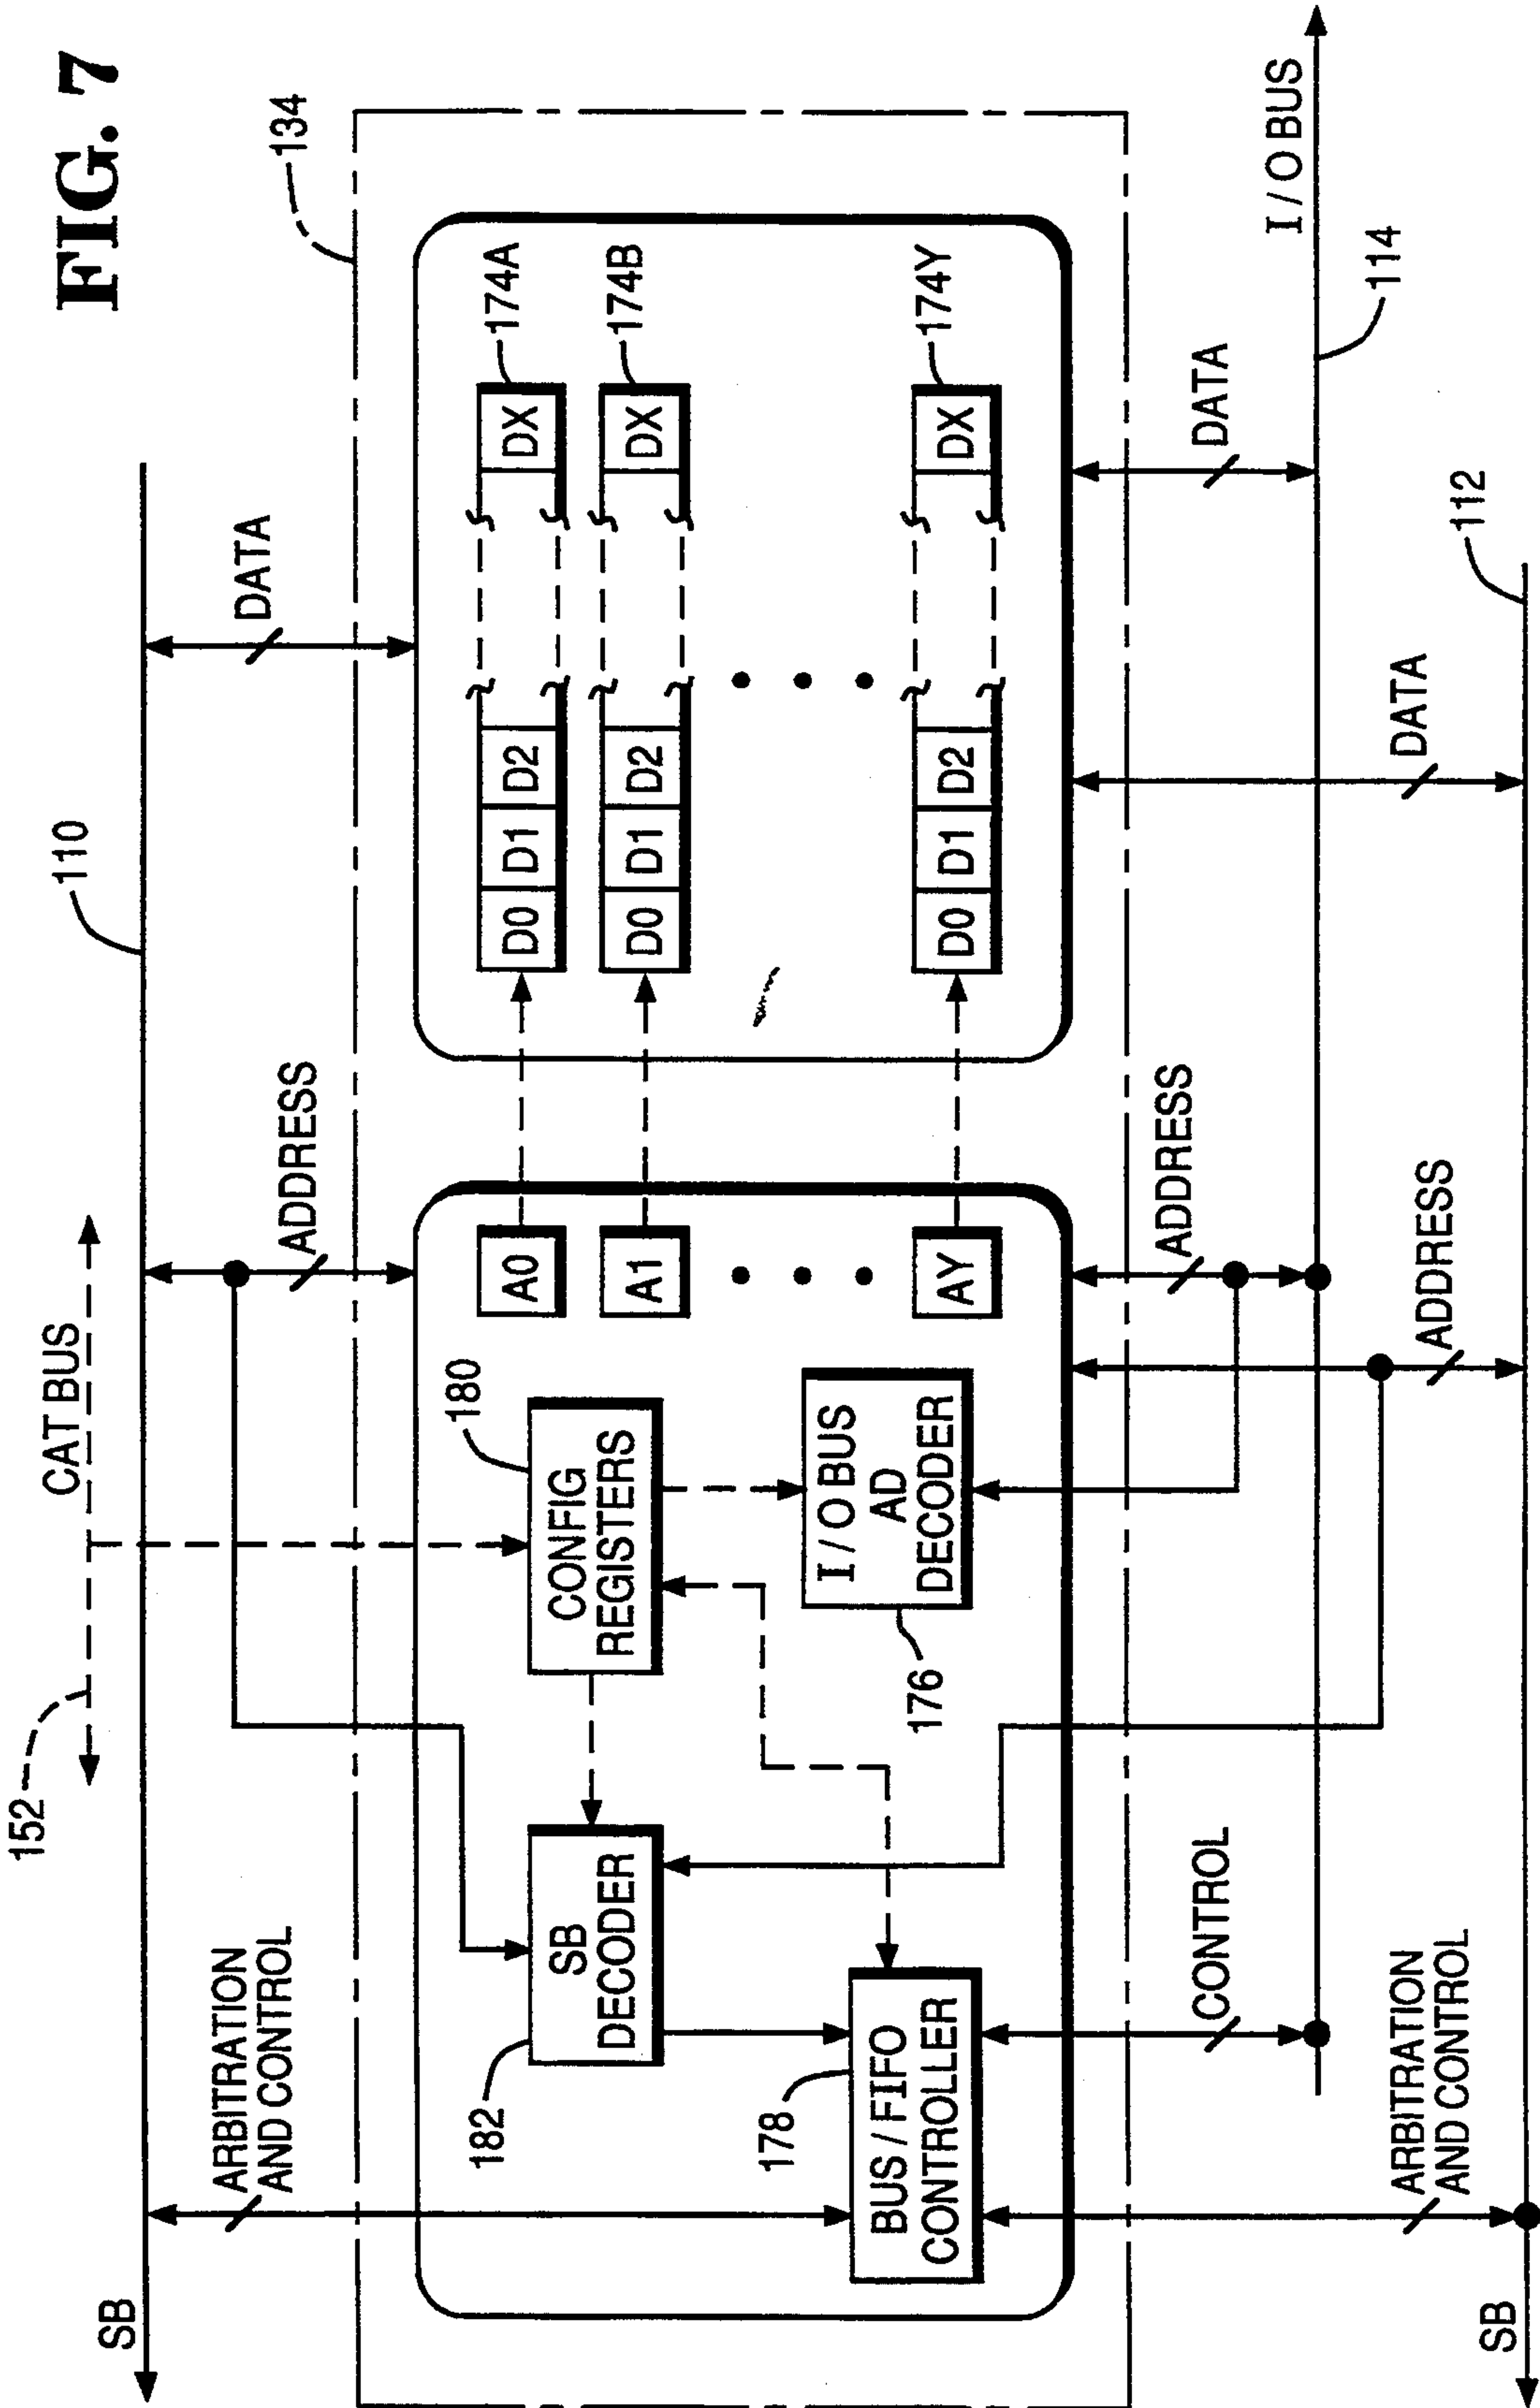 FIG. 7
152
CAT BUS
110
134
SB
ARBITRATION
AND CONTROL
ADDRESS
DATA
182
SB
DECODER
180
CONFIG
REGISTERS
A0
D0 D1 D2 DX
174A
A1
D0 D1 D2 DX
174B
178
BUS / FIFO
CONTROLLER
176
I / O BUS
AD
DECODER
AY
D0 D1 D2 DX
174Y
CONTROL
ADDRESS
DATA
I / O BUS
114
ARBITRATION
AND CONTROL
ADDRESS
DATA
112
SB